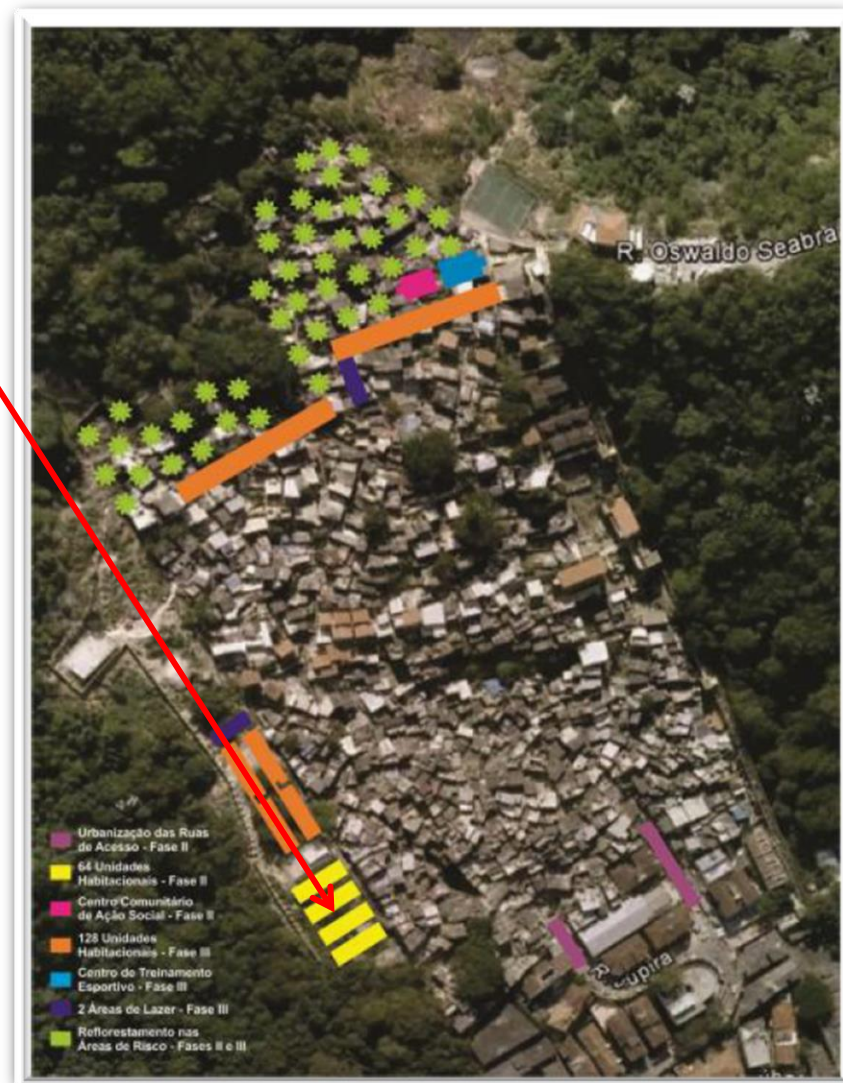 R. Oswaldo Seabra
Urbanização das Ruas
de Acesso - Fase II
64 Unidades
Habitacionais - Fase II
Centro Comunitário
de Ação Social - Fase II
128 Unidades
Habitacionais - Fase III
Centro de Treinamento
Esportivo - Fase III
2 Áreas de Lazer - Fase III
Reflorestamento nas
Áreas de Risco - Fases II e III
R.